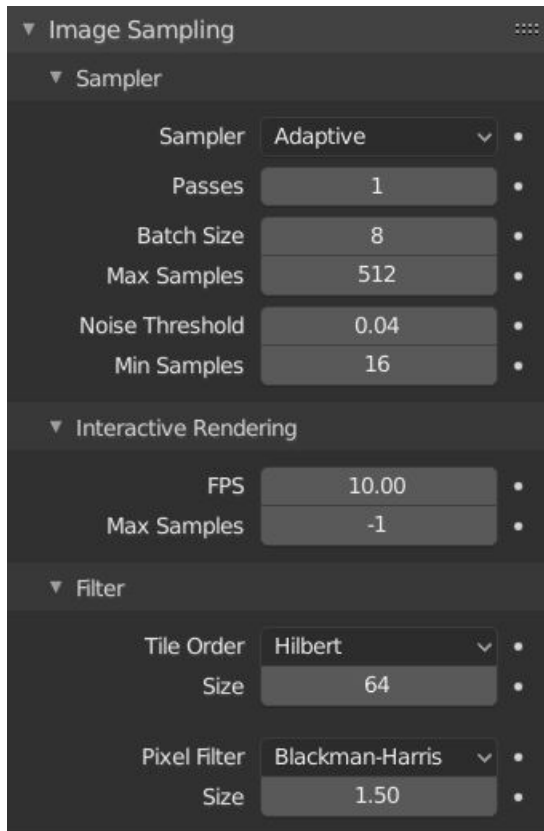 Image Sampling
Sampler
Sampler Adaptive
Passes 1
Batch Size 8
Max Samples 512
Noise Threshold 0.04
Min Samples 16
Interactive Rendering
FPS 10.00
Max Samples -1
Filter
Tile Order Hilbert
Size 64
Pixel Filter Blackman-Harris
Size 1.50